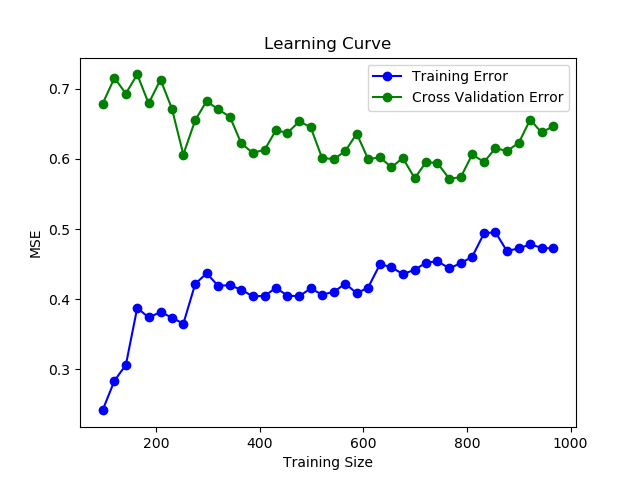 Learning Curve
Training Error
Cross Validation Error
0.7
0.6
0.5
0.4
0.3
MSE
200
400
600
800
1000
Training Size